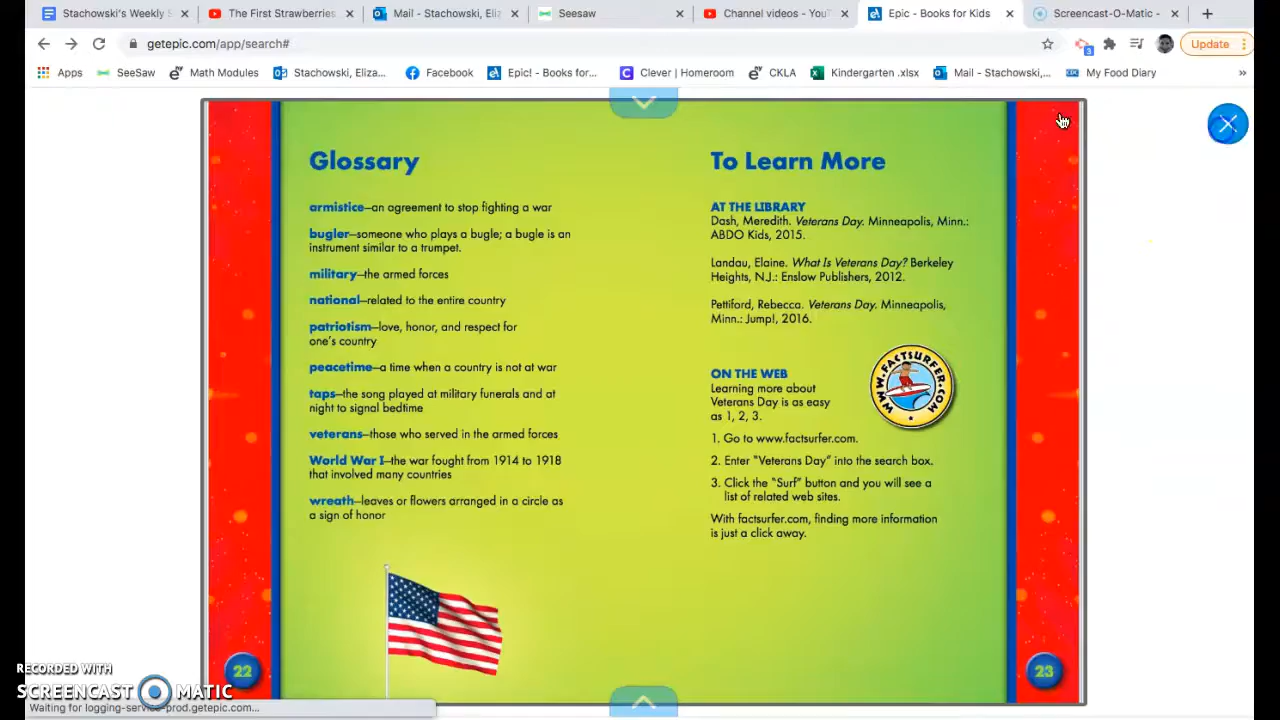 Stachowski's Weekly S
The First Strawberries
Mail - Stachowski, Eliz
Seesaw
Channel videos - YouT
Epic - Books for Kids
Screencast-O-Matic -
getepic.com/app/search#
3
Update
Apps
SeeSaw
Math Modules
Stachowski, Eliza...
Facebook
Epic! - Books for...
Clever | Homeroom
CKLA
Kindergarten .xlsx
Mail - Stachowski,...
My Food Diary
Glossary
armistice–an agreement to stop fighting a war
bugler–someone who plays a bugle; a bugle is an
instrument similar to a trumpet.
military–the armed forces
national–related to the entire country
patriotism–love, honor, and respect for
one's country
peacetime–a time when a country is not at war
taps–the song played at military funerals and at
night to signal bedtime
veterans–those who served in the armed forces
World War I–the war fought from 1914 to 1918
that involved many countries
wreath–leaves or flowers arranged in a circle as
a sign of honor
22
To Learn More
AT THE LIBRARY
Dash, Meredith. Veterans Day. Minneapolis, Minn.:
ABDO Kids, 2015.
Landau, Elaine. What Is Veterans Day? Berkeley
Heights, N.J.: Enslow Publishers, 2012.
Pettiford, Rebecca. Veterans Day. Minneapolis,
Minn.: Jump!, 2016.
ON THE WEB
Learning more about
Veterans Day is as easy
as 1, 2, 3.
WWW.FACTSURFER.COM
1. Go to www.factsurfer.com.
2. Enter "Veterans Day" into the search box.
3. Click the "Surf" button and you will see a
list of related web sites.
With factsurfer.com, finding more information
is just a click away.
23
RECORDED WITH
SCREENCAST MATIC
Waiting for logging-service-prod.getepic.com...